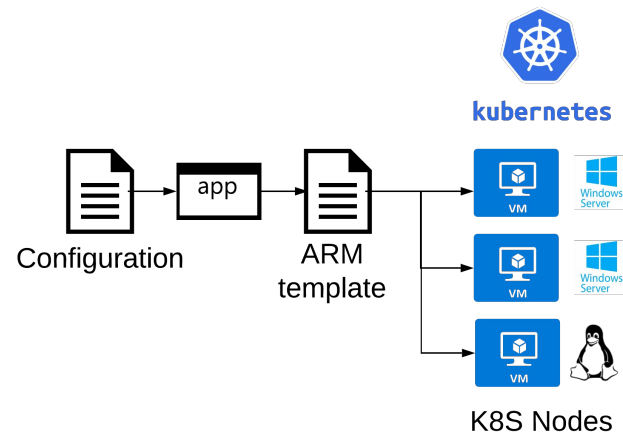 kubernetes
app
Configuration
ARM
template
VM
Windows
Server
VM
Windows
Server
VM
K8S Nodes